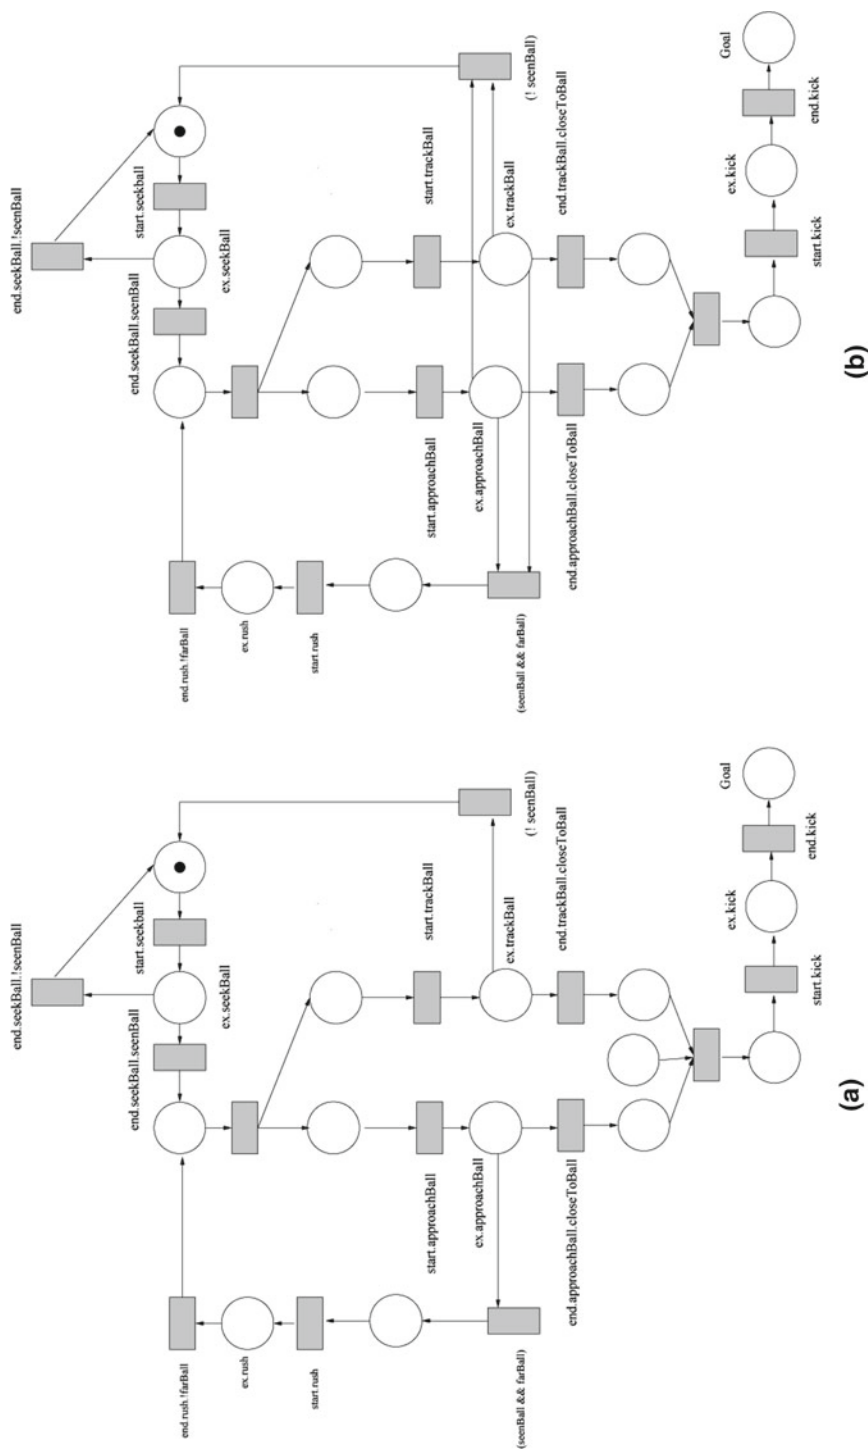 end.seekBall.!seenBall
start.seekball
ex.seekBall
end.seekBall.seenBall
(! seenBall)
start.trackBall
ex.trackBall
end.trackBall.closeToBall
start.approachBall
ex.approachBall
end.approachBall.closeToBall
end.rush.!farBall
ex.rush
start.rush
(seenBall && farBall)
Goal
end.kick
ex.kick
start.kick
(b)
end.seekBall.!seenBall
start.seekball
ex.seekBall
end.seekBall.seenBall
(! seenBall)
start.trackBall
ex.trackBall
end.trackBall.closeToBall
start.approachBall
ex.approachBall
end.approachBall.closeToBall
end.rush.!farBall
ex.rush
start.rush
(seenBall && farBall)
Goal
end.kick
ex.kick
start.kick
(a)